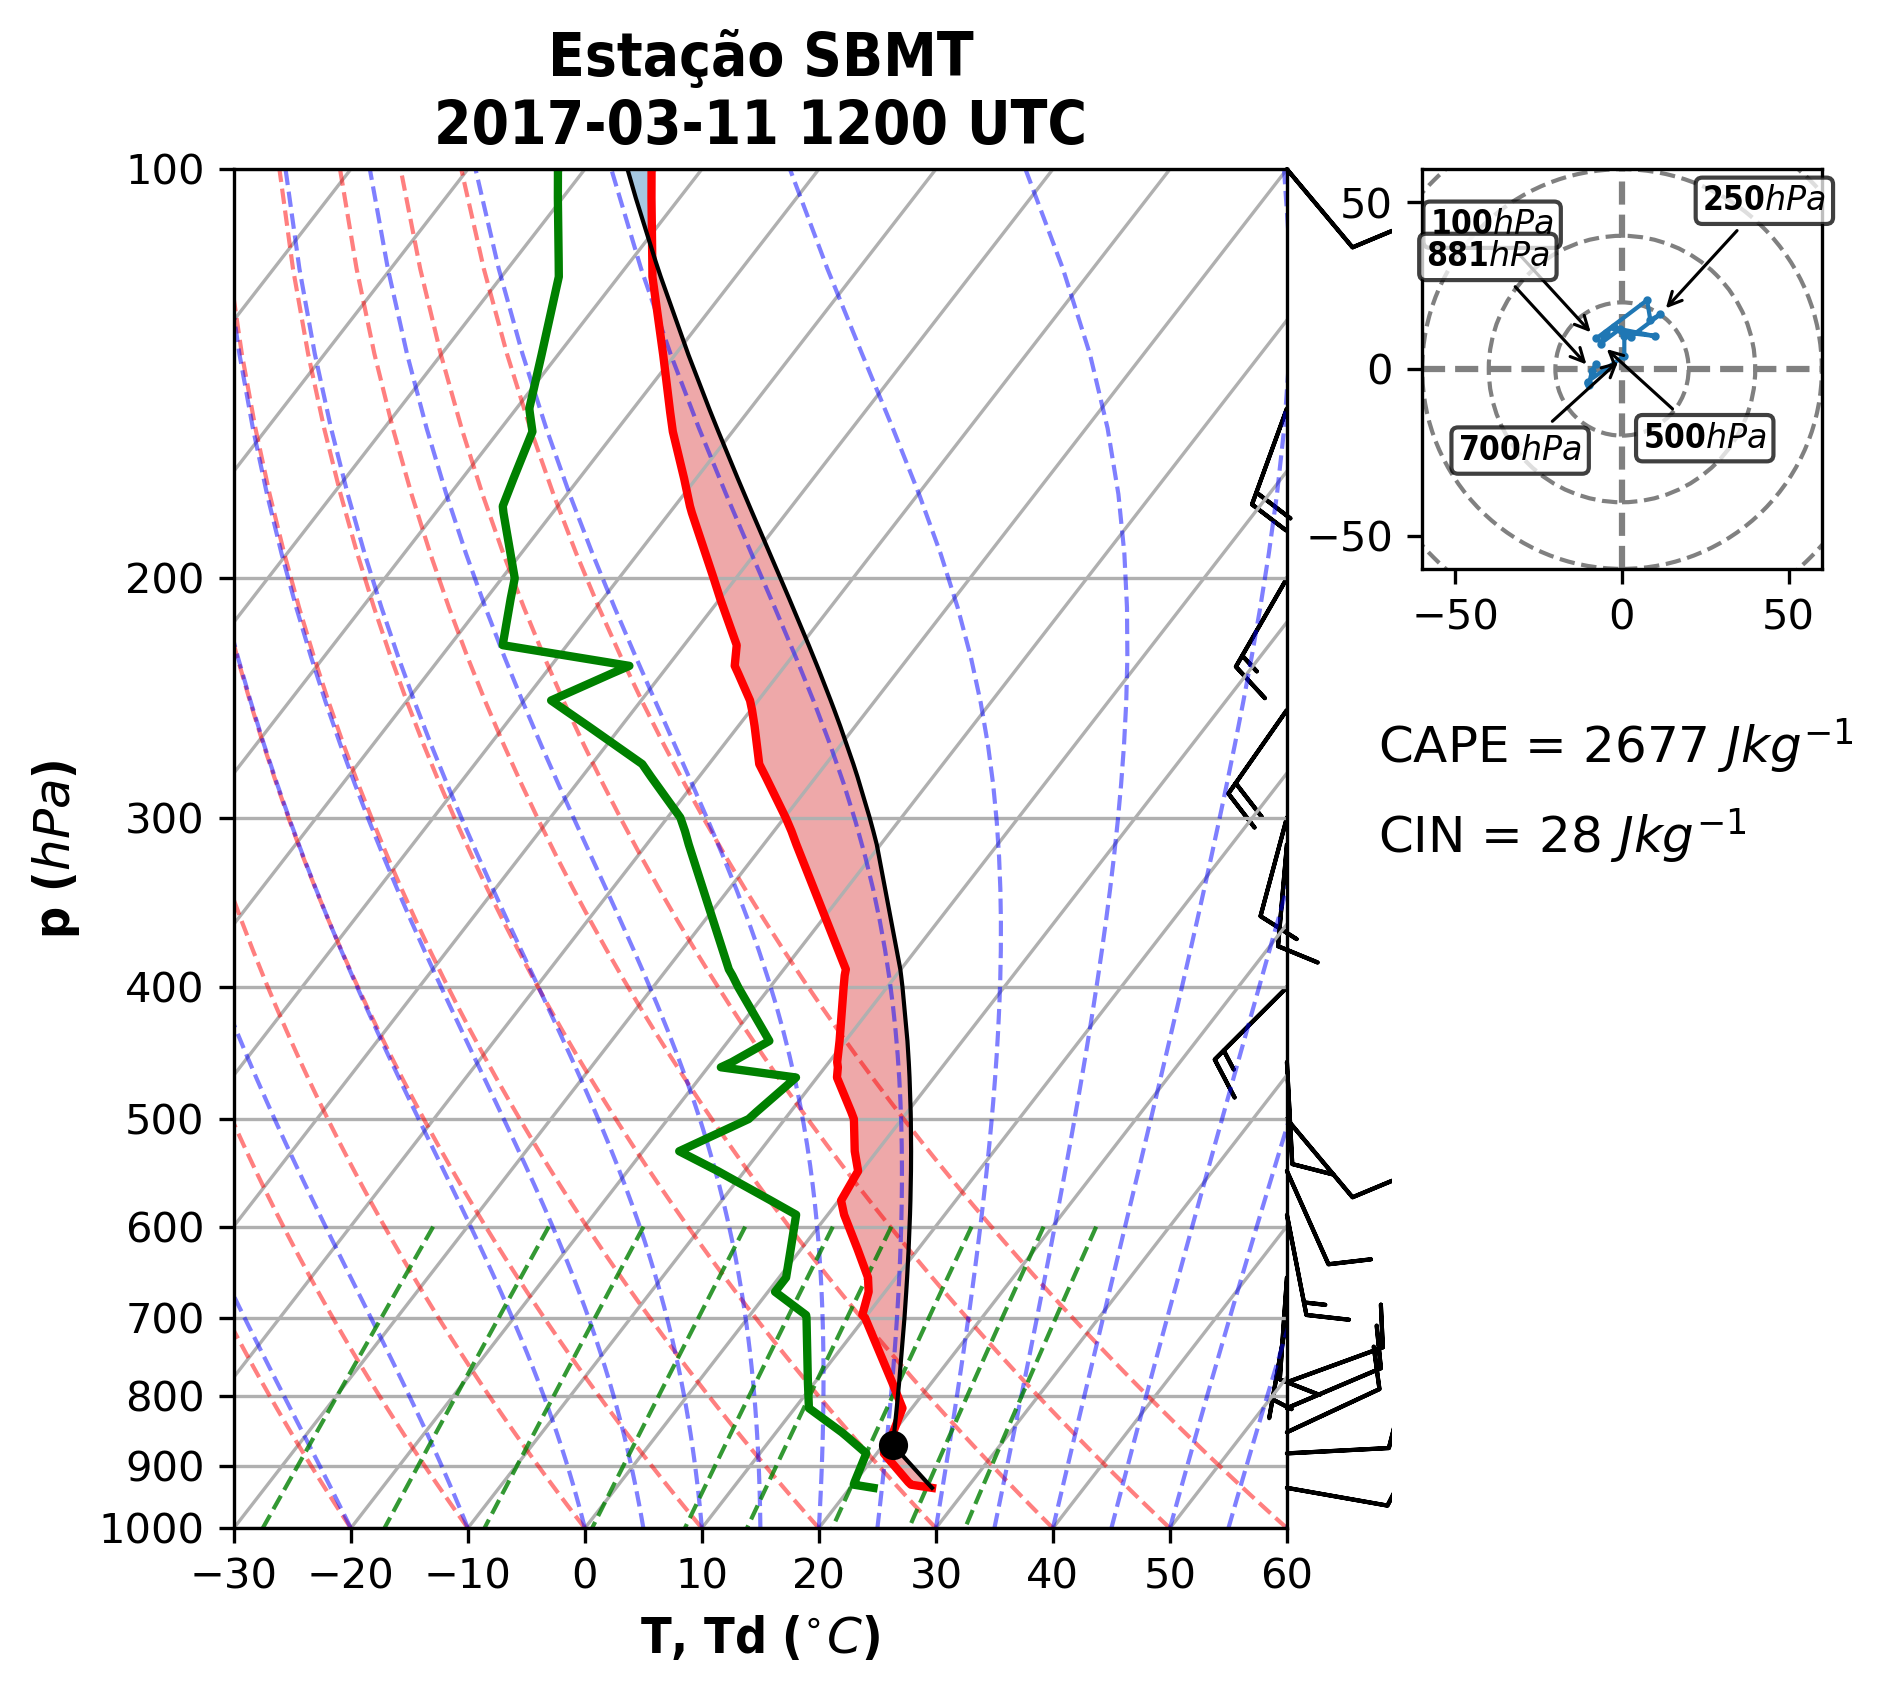 Estação SBMT
2017-03-11 1200 UTC
100
200
300
400
500
600
700
800
900
1000
p (hPa)
−30
−20
−10
0
10
20
30
40
50
60
T, Td (°C)
50
0
−50
−50
0
50
100hPa
881hPa
250hPa
700hPa
500hPa
CAPE = 2677 Jkg⁻¹
CIN = 28 Jkg⁻¹